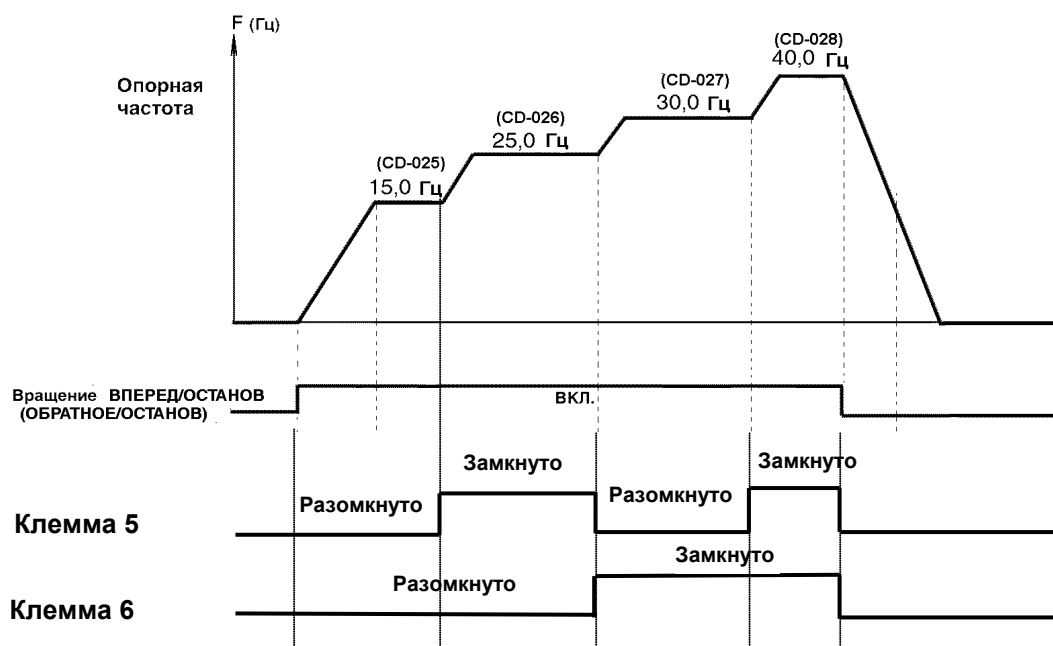 F (Гц)
Опорная
частота
(CD-028)
40,0 Гц
(CD-027)
30,0 Гц
(CD-026)
25,0 Гц
(CD-025)
15,0 Гц
Вращение ВПЕРЕД/ОСТАНОВ
(ОБРАТНОЕ/ОСТАНОВ)
ВКЛ.
Замкнуто
Замкнуто
Разомкнуто
Разомкнуто
Клемма 5
Замкнуто
Разомкнуто
Клемма 6